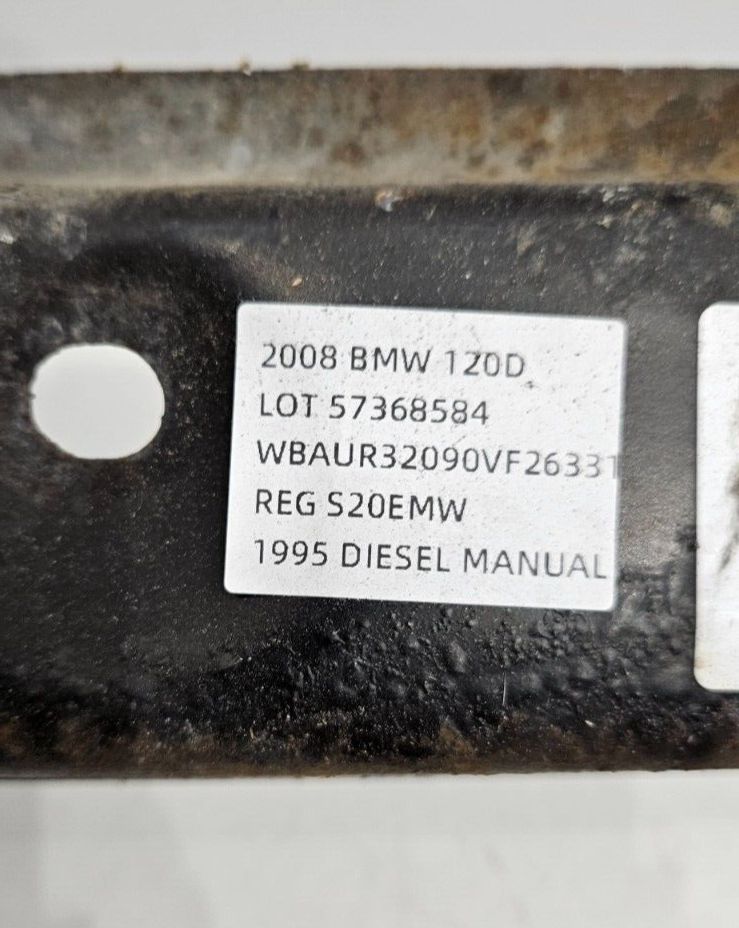 2008 BMW 120D
LOT 57368584
WBAUR32090VF26331
REG S20EMW
1995 DIESEL MANUAL